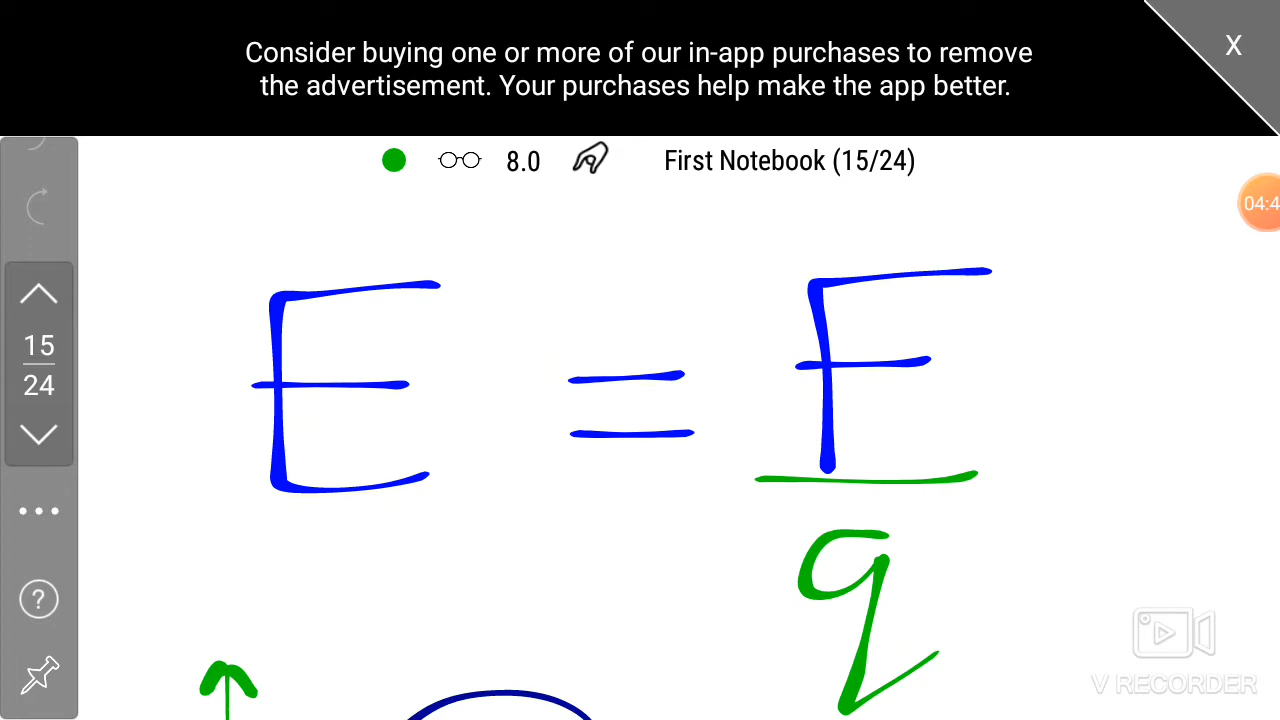 Consider buying one or more of our in-app purchases to remove
the advertisement. Your purchases help make the app better.
X
8.0
First Notebook (15/24)
04:4
15
24
?
E = F
q
V RECORDER